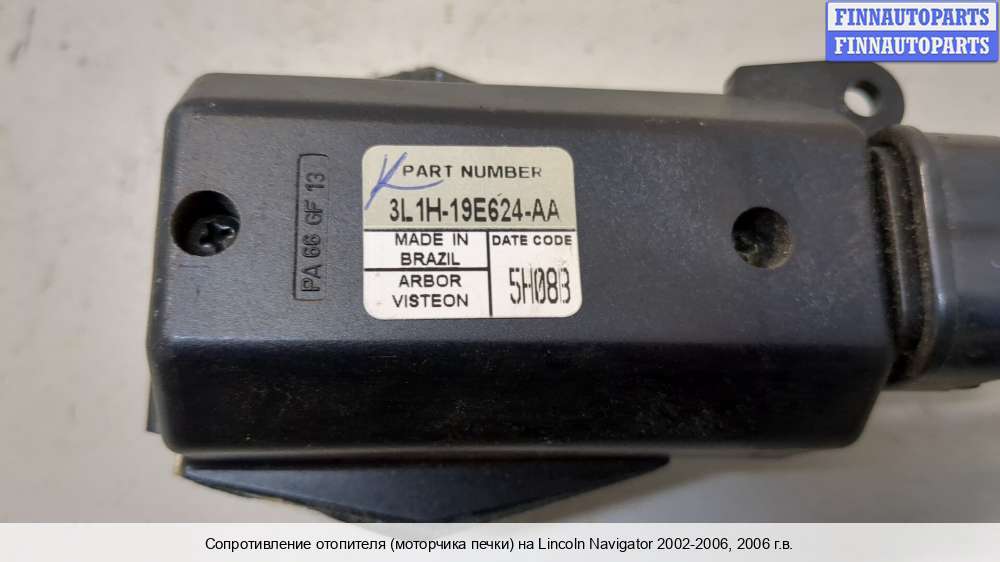 FINNAUTOPARTS
FINNAUTOPARTS
PA 66 GF 13
PART NUMBER
3L1H-19E624-AA
MADE IN
BRAZIL
DATE CODE
5H08B
ARBOR
VISTEON
Сопротивление отопителя (моторчика печки) на Lincoln Navigator 2002-2006, 2006 г.в.